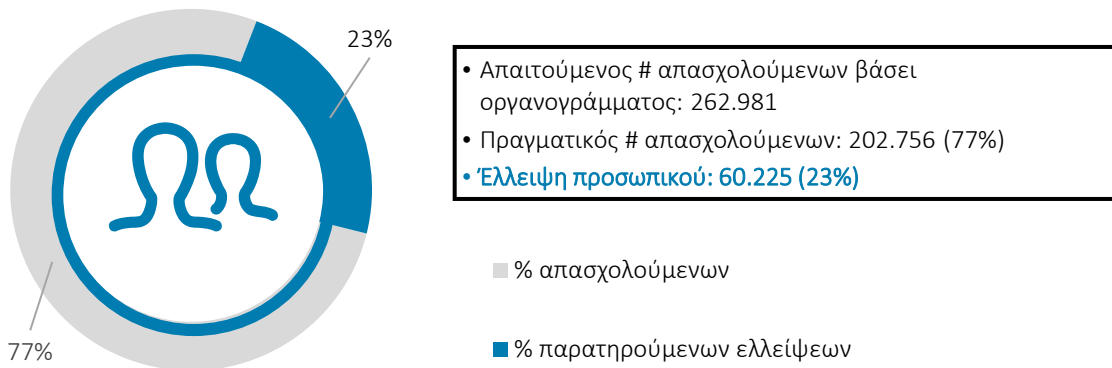 23%
• Απαιτούμενος # απασχολούμενων βάσει
οργανογράμματος: 262.981
• Πραγματικός # απασχολούμενων: 202.756 (77%)
• Έλλειψη προσωπικού: 60.225 (23%)
% απασχολούμενων
77%
% παρατηρούμενων ελλείψεων